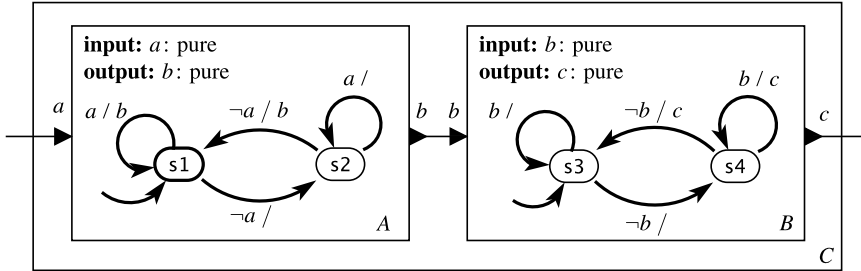 input: a: pure
output: b: pure
input: b: pure
output: c: pure
a
a / b
¬a / b
a /
b
b
b /
¬b / c
b / c
c
s1
s2
s3
s4
¬a /
A
¬b /
B
C